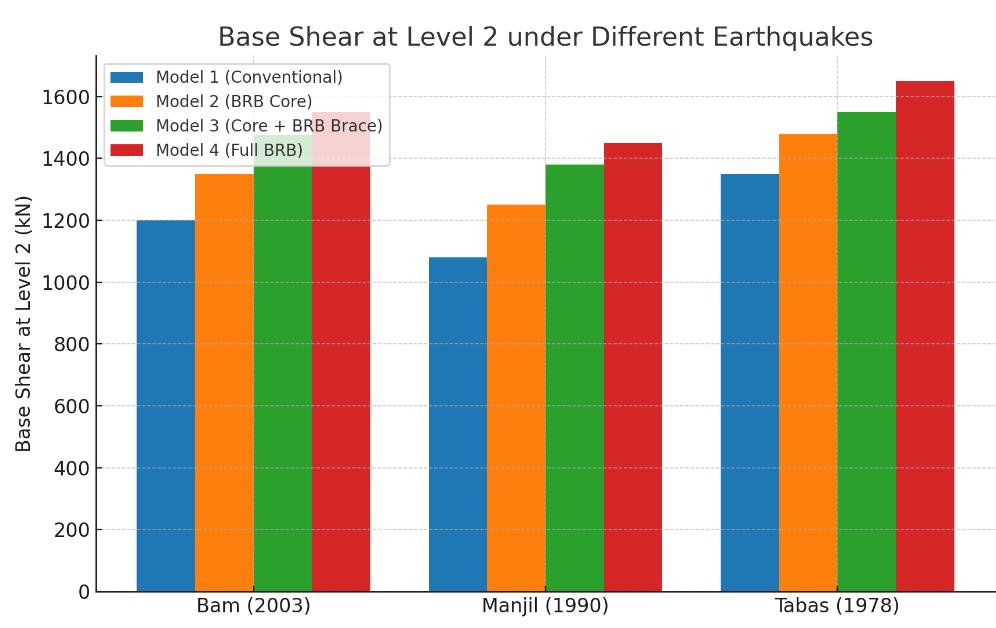 Base Shear at Level 2 under Different Earthquakes
Model 1 (Conventional)
Model 2 (BRB Core)
Model 3 (Core + BRB Brace)
Model 4 (Full BRB)
Base Shear at Level 2 (kN)
1600
1400
1200
1000
800
600
400
200
0
Bam (2003)
Manjil (1990)
Tabas (1978)